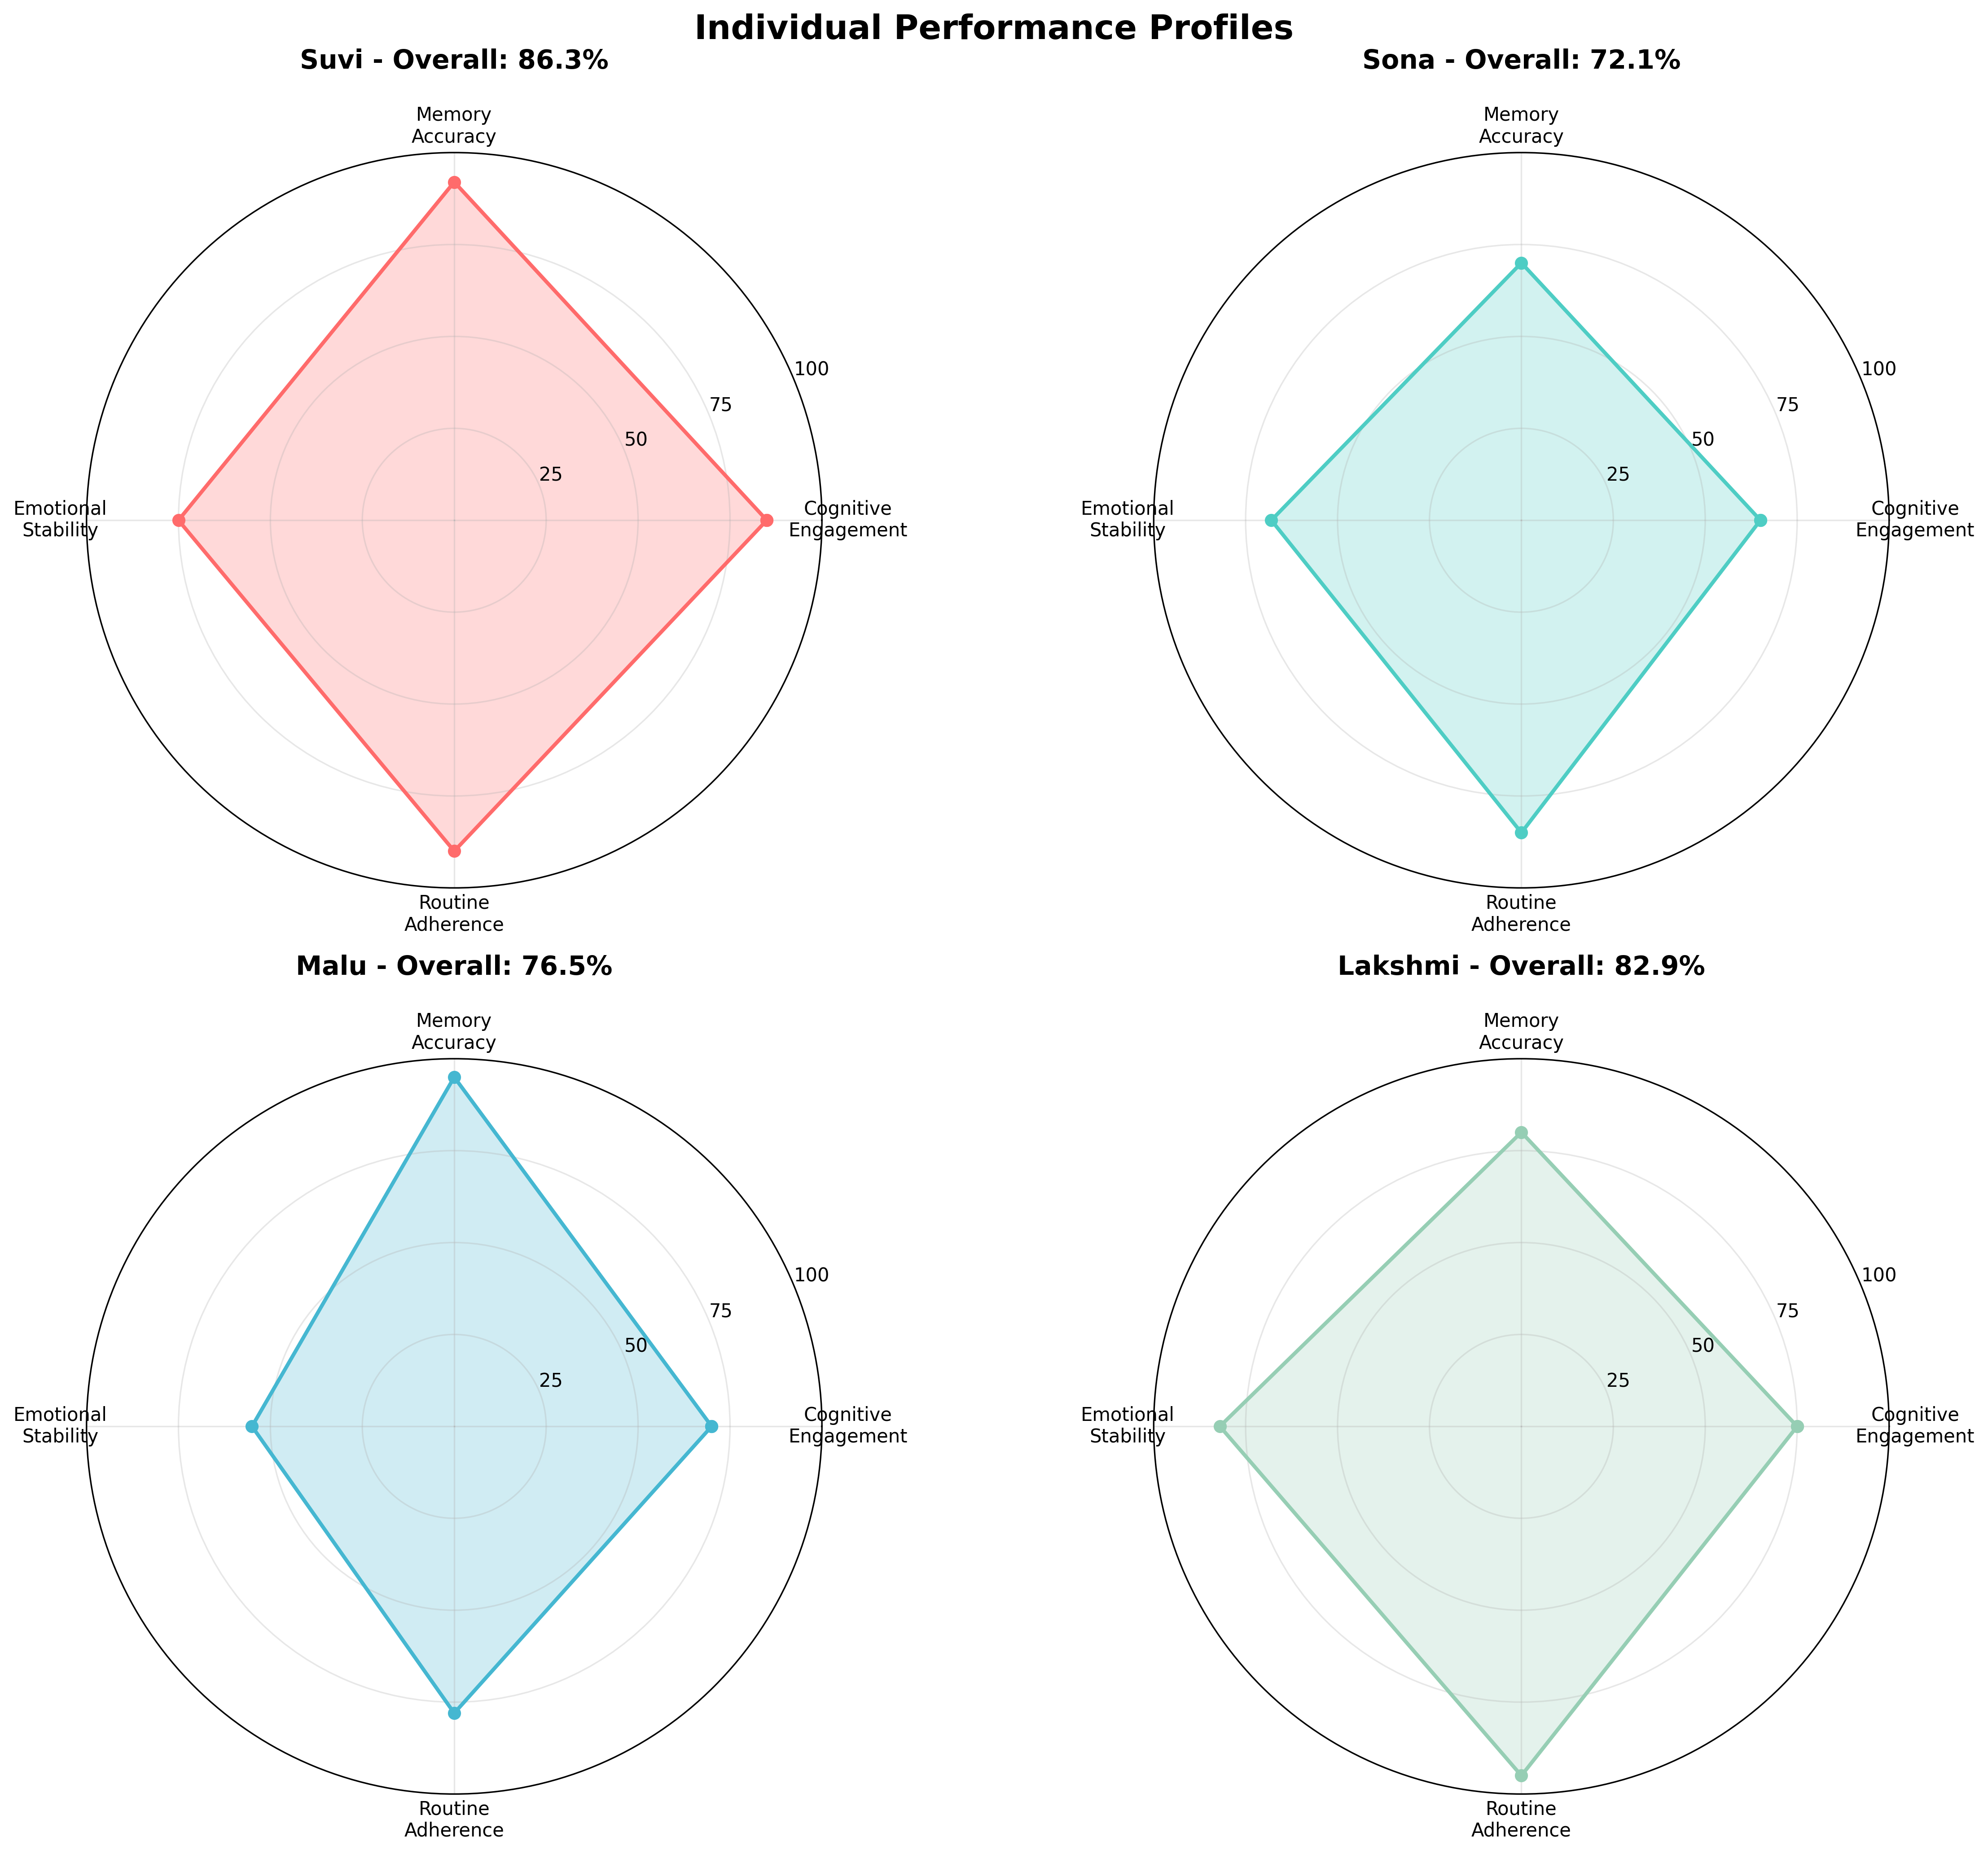 Individual Performance Profiles
Suvi - Overall: 86.3%
Memory
Accuracy
100
75
50
25
Emotional
Stability
Cognitive
Engagement
Routine
Adherence
Sona - Overall: 72.1%
Memory
Accuracy
100
75
50
25
Emotional
Stability
Cognitive
Engagement
Routine
Adherence
Malu - Overall: 76.5%
Memory
Accuracy
100
75
50
25
Emotional
Stability
Cognitive
Engagement
Routine
Adherence
Lakshmi - Overall: 82.9%
Memory
Accuracy
100
75
50
25
Emotional
Stability
Cognitive
Engagement
Routine
Adherence